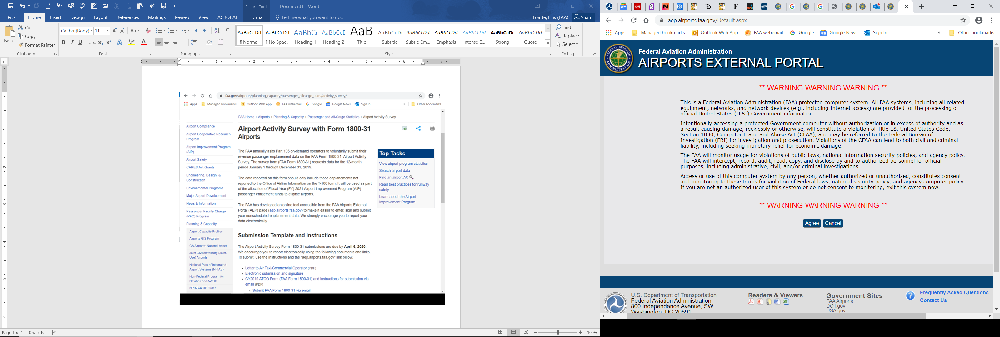 Picture Tools
Document1 - Word
File
Home
Insert
Design
Layout
References
Mailings
Review
View
ACROBAT
Format
Tell me what you want to do...
Loarte, Luis (FAA)
Share
Paste
Cut
Copy
Format Painter
Clipboard
Calibri (Body)
11
Font
Paragraph
AaBbCcDd
¶ Normal
AaBbCcDd
¶ No Spac...
AaBbCc
Heading 1
AaBbCcC
Heading 2
AaB
Title
AaBbCcD
Subtitle
AaBbCcDd
Subtle Em...
AaBbCcDd
Emphasis
AaBbCcDd
Intense E...
AaBbCcDc
Strong
AaBbCcDd
Quote
Styles
Find
Replace
Select
Editing
faa.gov/airports/planning_capacity/passenger_allcargo_stats/activity_survey/
Apps
Managed bookmarks
Outlook Web App
FAA webemail
Google
Google News
Sign In
»
Other bookmarks
FAA Home • Airports • Planning & Capacity • Passenger and All-Cargo Statistics • Airport Activity Survey
Airport Compliance
Airport Cooperative Research
Program
Airport Improvement Program
(AIP)
Airport Safety
CARES Act Grants
Engineering, Design, &
Construction
Environmental Programs
Major Airport Development
News & Information
Passenger Facility Charge
(PFC) Program
Planning & Capacity
Airport Capacity Profiles
Airports GIS Program
GA Airports: National Asset
Joint Civilian/Military (Joint-
Use) Airports
National Plan of Integrated
Airport Systems (NPIAS)
Non-Federal Program for
NavAids and AWOS
NPIAS-ACIP Order
Airport Activity Survey with Form 1800-31
Airports
The FAA annually asks Part 135 on-demand operators to voluntarily submit their
revenue passenger enplanement data on the FAA Form 1800-31, Airport Activity
Survey. The survey form (FAA Form 1800-31) requests data for the 12-month
period January 1 through December 31, 2019.
The data reported on this form should only include those enplanements not
reported to the Office of Airline Information on the T-100 form. It will be used as part
of the allocation of Fiscal Year (FY) 2021 Airport Improvement Program (AIP)
passenger entitlement funds to eligible airports.
The FAA has developed an online tool accessible from the FAA Airports External
Portal (AEP) page (aep.airports.faa.gov) to make it easier to enter, sign and submit
your nonscheduled enplanement data. We strongly encourage you to report your
data electronically.
Submission Template and Instructions
The Airport Activity Survey Form 1800-31 submissions are due by April 6, 2020.
We encourage you to report electronically using the following documents and links.
To submit, use the instructions and the "aep.airports.faa.gov" link below:
• Letter to Air Taxi/Commercial Operator (PDF)
• Electronic submission and signature
• CY2019 ATCO Form (FAA Form 1800-31) and instructions for submission via
email (PDF)
Submit FAA Form 1800-31 via email
Top Tasks
View airport program statistics
Search airport data
Find an airport AC
Read best practices for runway
safety
Learn about the Airport
Improvement Program
Page 1 of 1
0 words
100%
aep.airports.faa.gov/Default.aspx
Apps
Managed bookmarks
Outlook Web App
FAA webemail
Google
Google News
Sign In
»
Other bookmarks
Federal Aviation Administration
AIRPORTS EXTERNAL PORTAL
** WARNING WARNING WARNING **
This is a Federal Aviation Administration (FAA) protected computer system. All FAA systems, including all related
equipment, networks, and network devices (e.g., including Internet access) are provided for the processing of
official United States (U.S.) Government information.
Intentionally accessing a protected Government computer without authorization or in excess of authority and as
a result causing damage, recklessly or otherwise, will constitute a violation of Title 18, United States Code,
Section 1030, Computer Fraud and Abuse Act (CFAA), and may be referred to the Federal Bureau of
Investigation (FBI) for investigation and prosecution. Violations of the CFAA can lead to both civil and criminal
liability, including seeking monetary relief for economic damage.
The FAA will monitor usage for violations of public laws, national information security policies, and agency policy.
The FAA will intercept, record, audit, read, copy, and disclose by and to authorized personnel for official
purposes, including administrative, civil, and/or criminal investigations.
Access or use of this computer system by any person, whether authorized or unauthorized, constitutes consent
and monitoring to these terms for violation of Federal laws, national security policy, and agency computer policy.
If you are not an authorized user of this system or do not consent to monitoring, exit this system now.
** WARNING WARNING WARNING **
Agree
Cancel
U.S. Department of Transportation
Federal Aviation Administration
800 Independence Avenue, SW
Washington, DC 20591
Readers & Viewers
Government Sites
FAA Airports
DOT.gov
USA.gov
Frequently Asked Questions
Contact Us